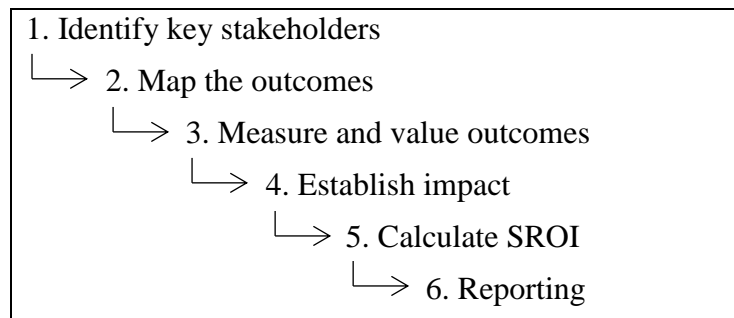 1. Identify key stakeholders
2. Map the outcomes
3. Measure and value outcomes
4. Establish impact
5. Calculate SROI
6. Reporting